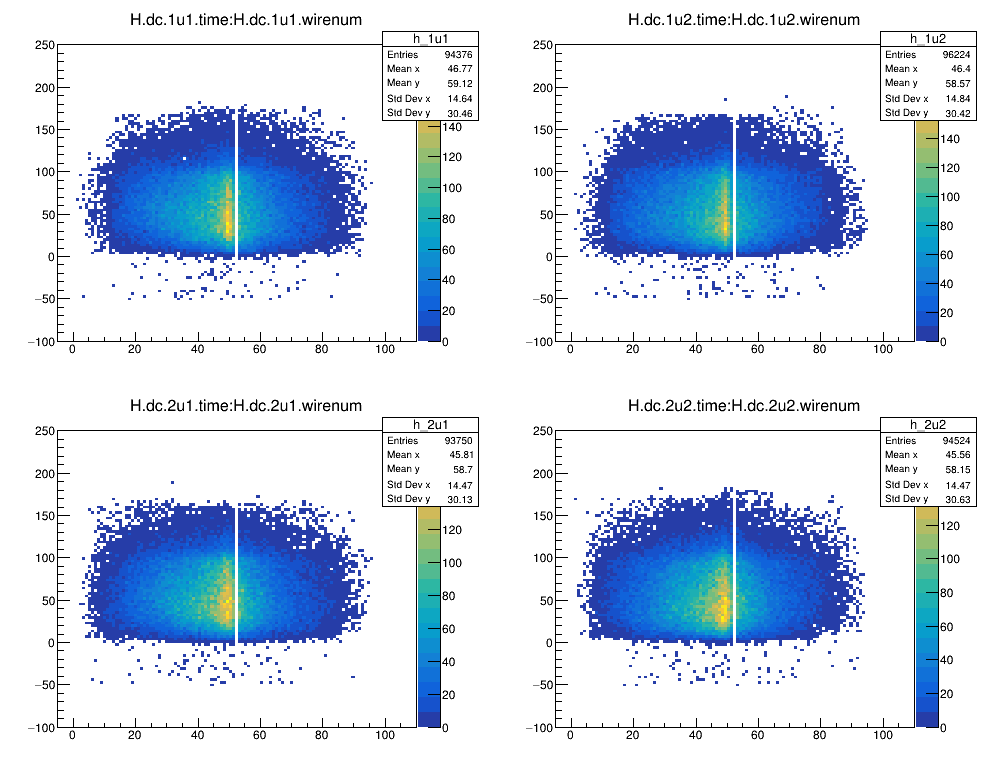 H.dc.1u1.time:H.dc.1u1.wirenum
h_1u1
Entries 94376
Mean x 46.77
Mean y 59.12
Std Dev x 14.64
Std Dev y 30.46
250
200
150
100
50
0
−50
−100
0 20 40 60 80 100
140
120
100
80
60
40
20
0
H.dc.1u2.time:H.dc.1u2.wirenum
h_1u2
Entries 96224
Mean x 46.4
Mean y 58.57
Std Dev x 14.84
Std Dev y 30.42
250
200
150
100
50
0
−50
−100
0 20 40 60 80 100
140
120
100
80
60
40
20
0
H.dc.2u1.time:H.dc.2u1.wirenum
h_2u1
Entries 93750
Mean x 45.81
Mean y 58.7
Std Dev x 14.47
Std Dev y 30.13
250
200
150
100
50
0
−50
−100
0 20 40 60 80 100
120
100
80
60
40
20
0
H.dc.2u2.time:H.dc.2u2.wirenum
h_2u2
Entries 94524
Mean x 45.56
Mean y 58.15
Std Dev x 14.47
Std Dev y 30.63
250
200
150
100
50
0
−50
−100
0 20 40 60 80 100
120
100
80
60
40
20
0